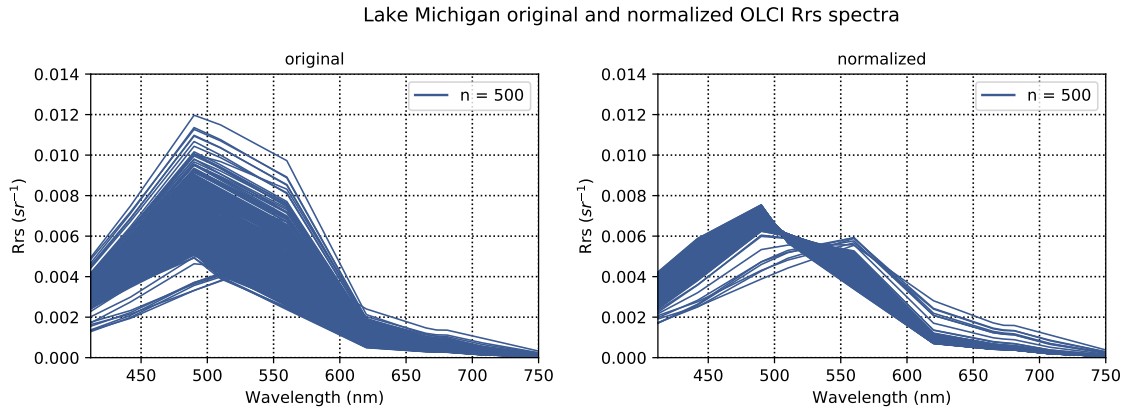 Lake Michigan original and normalized OLCI Rrs spectra
original
0.014
0.012
0.010
0.008
0.006
0.004
0.002
0.000
Rrs (sr⁻¹)
n = 500
450 500 550 600 650 700 750
Wavelength (nm)
normalized
0.014
0.012
0.010
0.008
0.006
0.004
0.002
0.000
Rrs (sr⁻¹)
n = 500
450 500 550 600 650 700 750
Wavelength (nm)